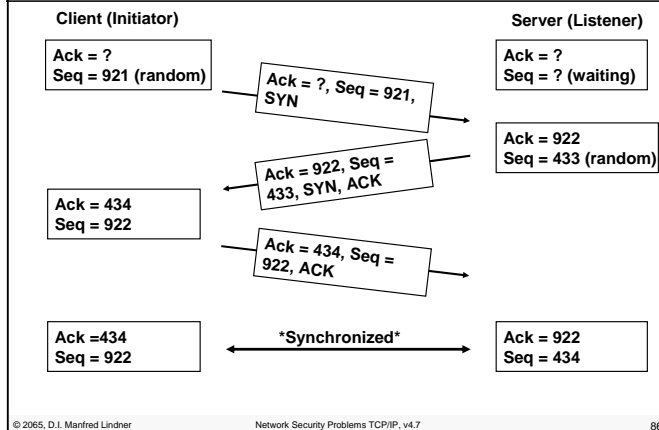 Client (Initiator)
Server (Listener)
Ack = ?
Seq = 921 (random)
Ack = ?
Seq = ? (waiting)
Ack = ?, Seq = 921,
SYN
Ack = 922
Seq = 433 (random)
Ack = 922, Seq =
433, SYN, ACK
Ack = 434
Seq = 922
Ack = 434, Seq =
922, ACK
Ack =434
Seq = 922
*Synchronized*
Ack = 922
Seq = 434
© 2065, D.I. Manfred Lindner
Network Security Problems TCP/IP, v4.7
86